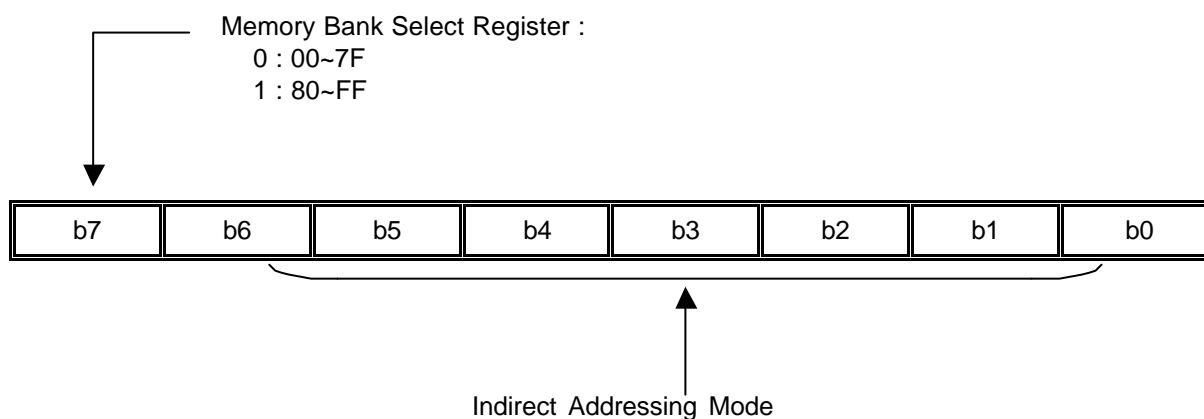 Memory Bank Select Register :
0 : 00~7F
1 : 80~FF
b7 b6 b5 b4 b3 b2 b1 b0
Indirect Addressing Mode